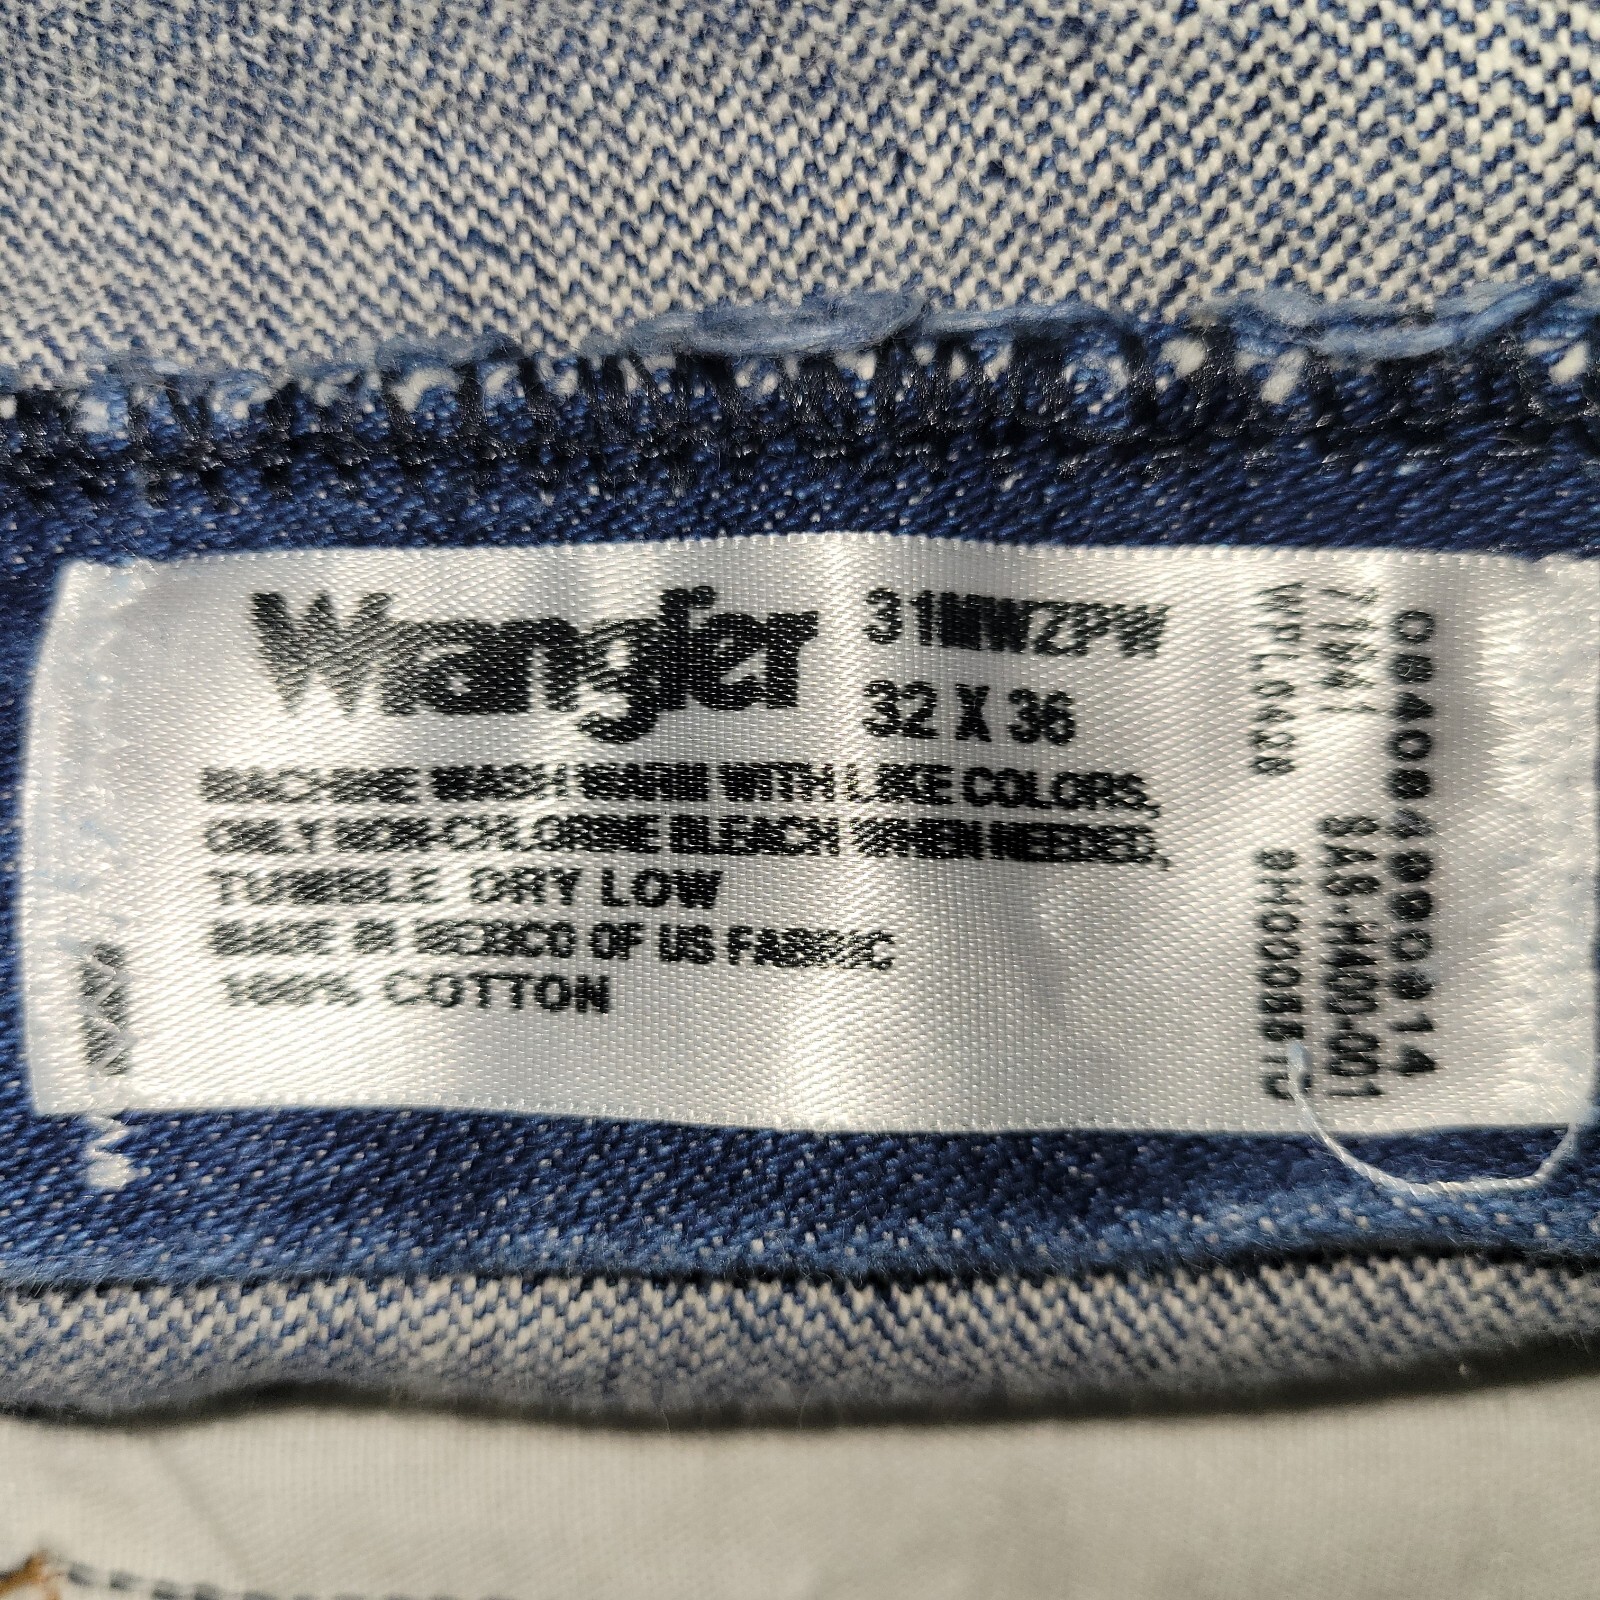 Wrangler
31MWZPW
32 X 36
MACHINE WASH WARM WITH LIKE COLORS,
ONLY NON-CHLORINE BLEACH WHEN NEEDED,
TUMBLE DRY LOW
MADE IN MEXICO OF US FABRIC
100% COTTON
WPL0428